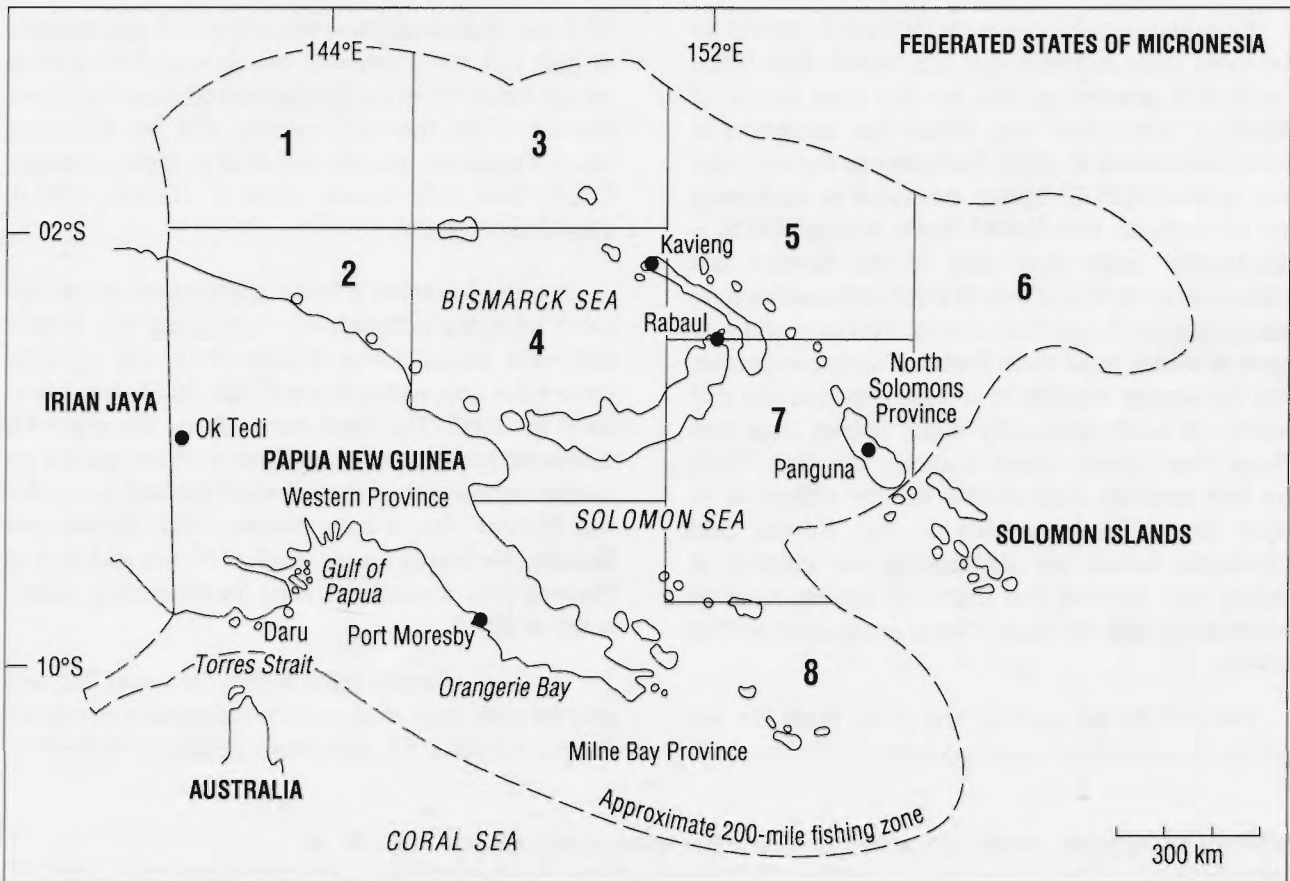 144°E
152°E
FEDERATED STATES OF MICRONESIA
1
3
5
02°S
Kavieng
6
2
BISMARCK SEA
4
Rabaul
North
Solomons
Province
IRIAN JAYA
Ok Tedi
7
PAPUA NEW GUINEA
Panguna
Western Province
SOLOMON SEA
SOLOMON ISLANDS
Gulf of
Papua
Daru
Port Moresby
10°S
Torres Strait
Orangerie Bay
8
Milne Bay Province
AUSTRALIA
Approximate 200-mile fishing zone
CORAL SEA
300 km